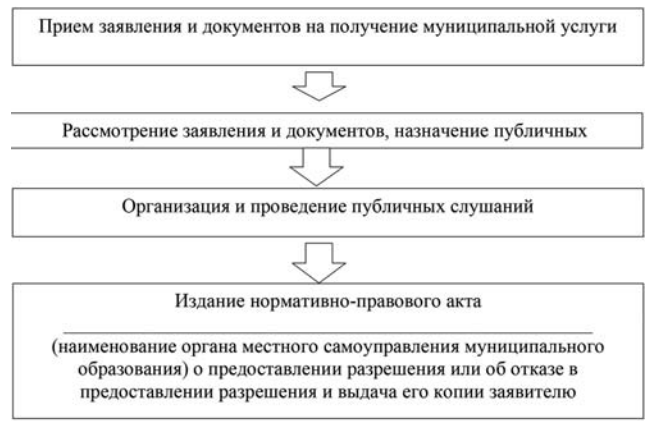 Прием заявления и документов на получение муниципальной услуги
Рассмотрение заявления и документов, назначение публичных
Организация и проведение публичных слушаний
Издание нормативно-правового акта
(наименование органа местного самоуправления муниципального
образования) о предоставлении разрешения или об отказе в
предоставлении разрешения и выдача его копии заявителю